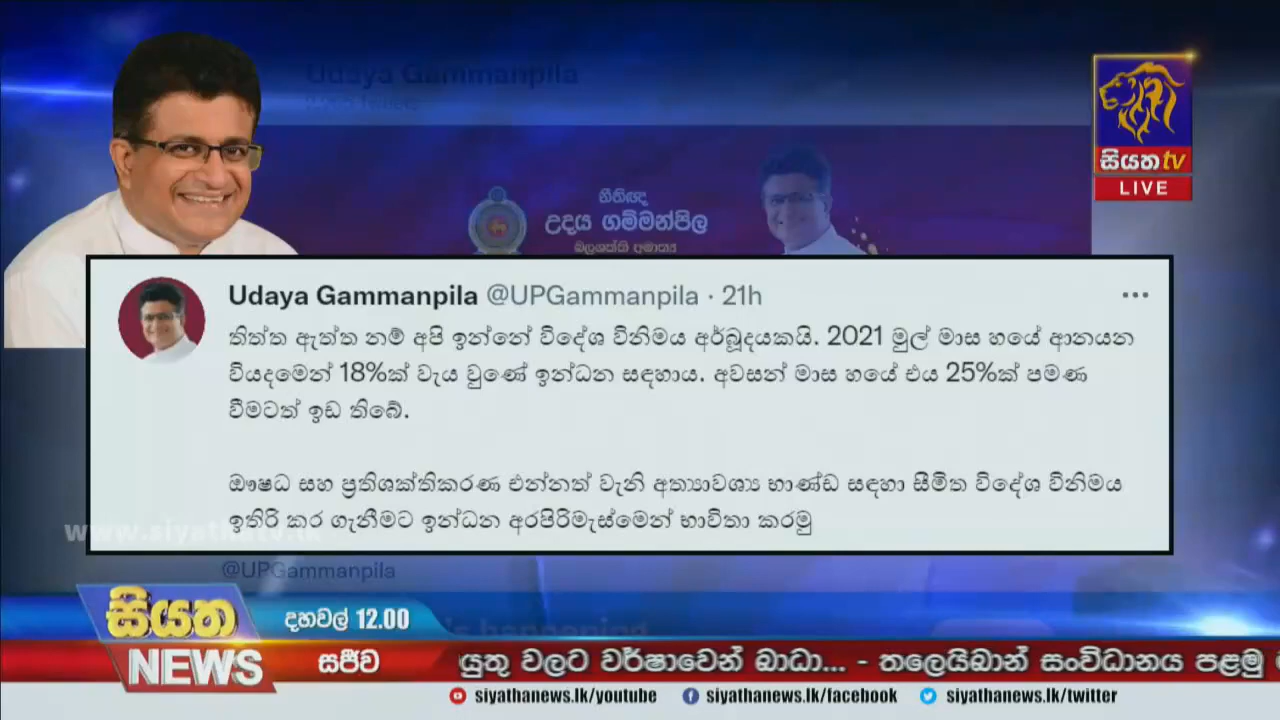 Udaya Gammanpila
නීතිඥ
උදය ගම්මන්පිල
බලශක්ති අමාත්‍ය
සියත tv
LIVE
Udaya Gammanpila @UPGammanpila · 21h
තිත්ත ඇත්ත නම් අපි ඉන්නේ විදේශ විනිමය අර්බූදයකයි. 2021 මුල් මාස හයේ ආනයන
වියදමෙන් 18%ක් වැය වුණේ ඉන්ධන සඳහාය. අවසන් මාස හයේ එය 25%ක් පමණ
වීමටත් ඉඩ තිබේ.
ඖෂධ සහ ප්‍රතිශක්තිකරණ එන්නත් වැනි අත්‍යාවශ්‍ය භාණ්ඩ සඳහා සීමිත විදේශ විනිමය
ඉතිරි කර ගැනීමට ඉන්ධන අරපිරිමැස්මෙන් භාවිතා කරමු
www.siyathatv.lk
@UPGammanpila
සියත
NEWS
දහවල් 12.00
සජීව
යුතු වලට වර්ෂාවෙන් බාධා... - තලෙයිබාන් සංවිධානය පළමු
siyathanews.lk/youtube siyathanews.lk/facebook siyathanews.lk/twitter